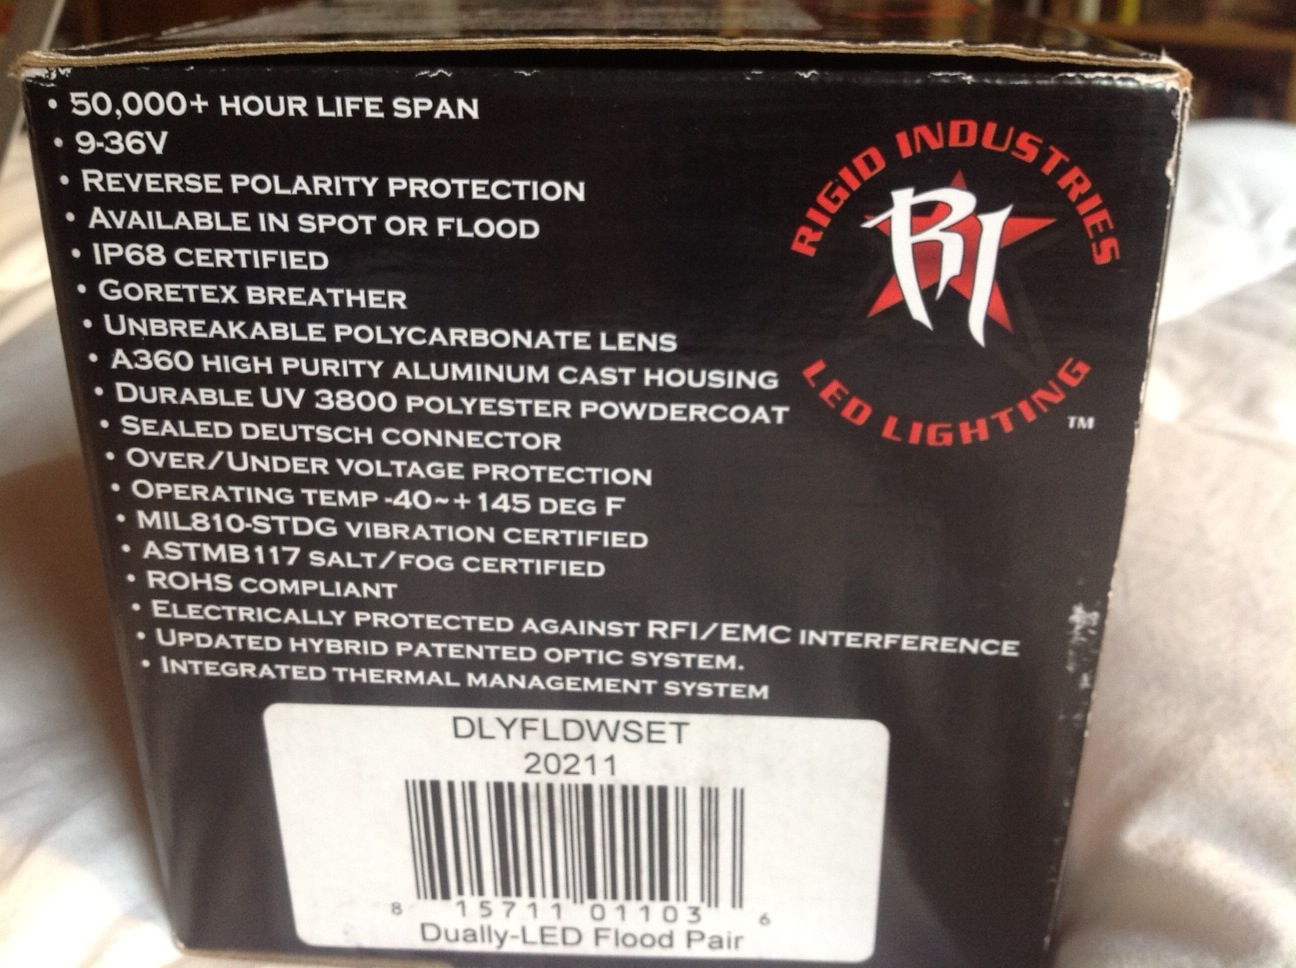 • 50,000+ HOUR LIFE SPAN
• 9-36V
• REVERSE POLARITY PROTECTION
• AVAILABLE IN SPOT OR FLOOD
• IP68 CERTIFIED
• GORETEX BREATHER
• UNBREAKABLE POLYCARBONATE LENS
• A360 HIGH PURITY ALUMINUM CAST HOUSING
• DURABLE UV 3800 POLYESTER POWDERCOAT
• SEALED DEUTSCH CONNECTOR
• OVER/UNDER VOLTAGE PROTECTION
• OPERATING TEMP -40~+145 DEG F
• MIL810-STDG VIBRATION CERTIFIED
• ASTMB117 SALT/FOG CERTIFIED
• ROHS COMPLIANT
• ELECTRICALLY PROTECTED AGAINST RFI/EMC INTERFERENCE
• UPDATED HYBRID PATENTED OPTIC SYSTEM.
• INTEGRATED THERMAL MANAGEMENT SYSTEM
RIGID INDUSTRIES
RI
LED LIGHTING
TM
DLYFLDWSET
20211
8 15711 01103 6
Dually-LED Flood Pair